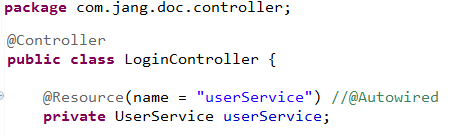 package com.jang.doc.controller;
@Controller
public class LoginController {
@Resource(name = "userService") //@Autowired
private UserService userService;